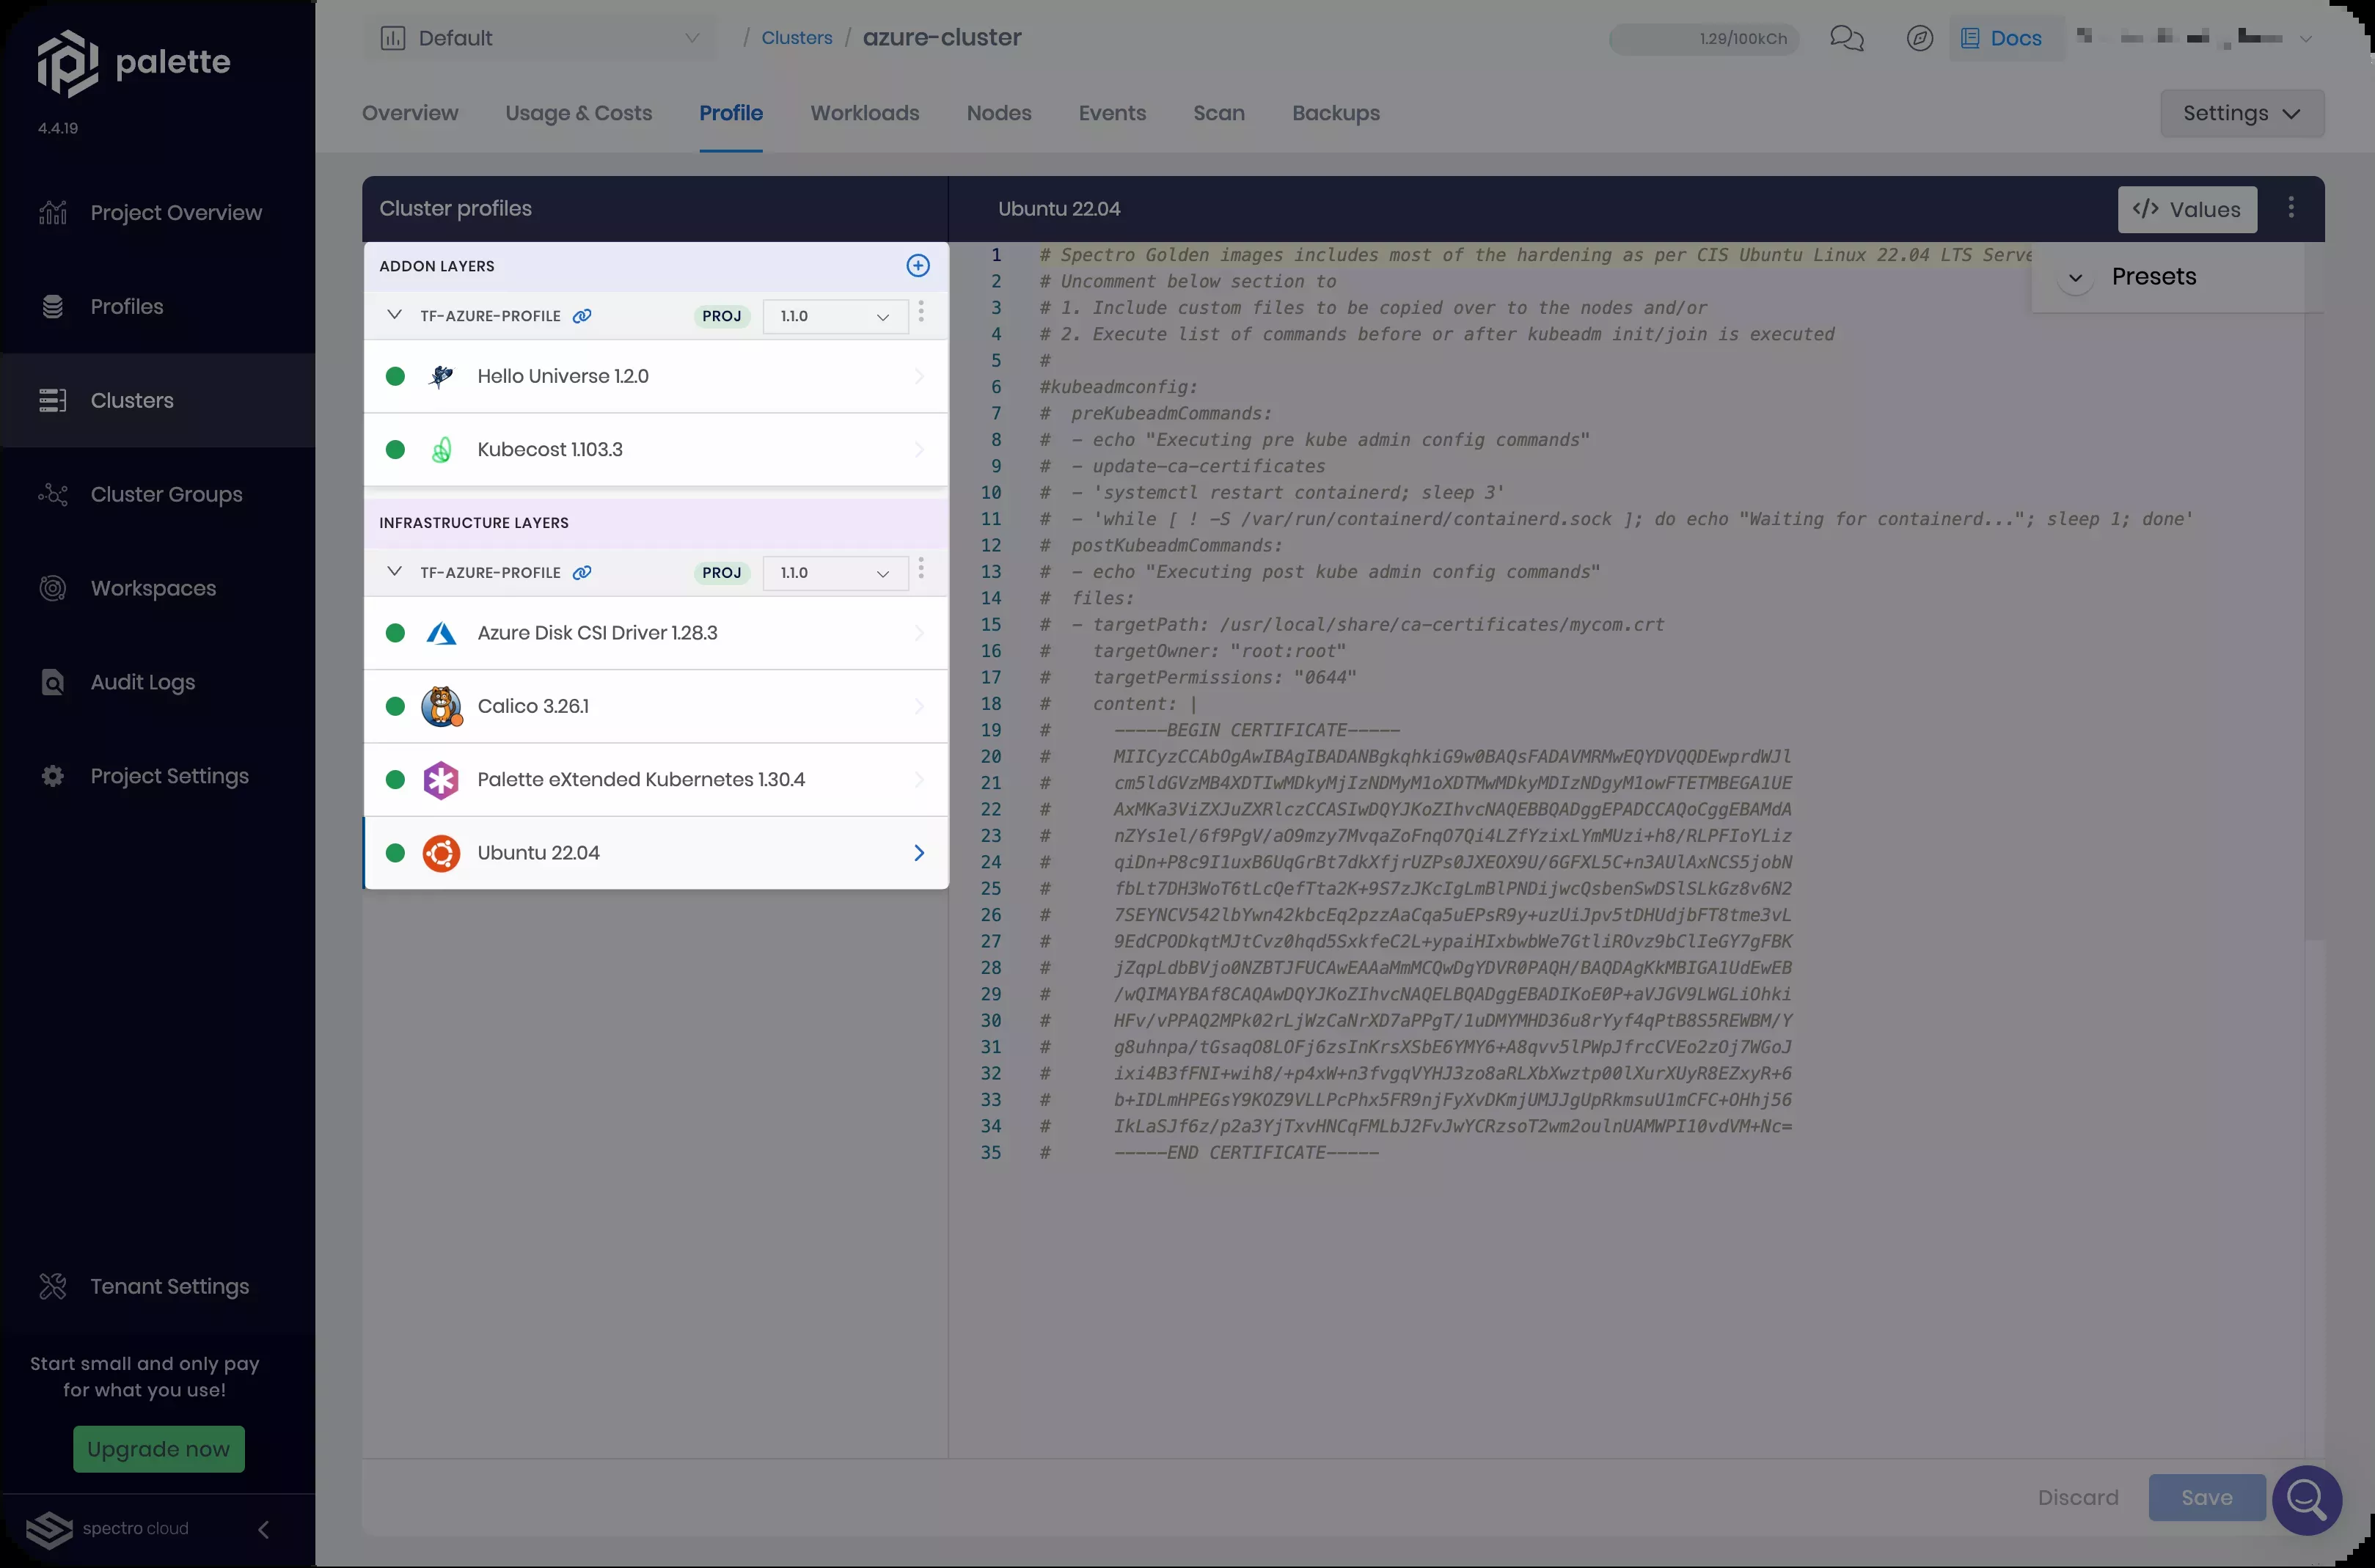 palette
4.4.19
Project Overview
Profiles
Clusters
Cluster Groups
Workspaces
Audit Logs
Project Settings
Tenant Settings
Start small and only pay
for what you use!
Upgrade now
spectro cloud
Default / Clusters / azure-cluster
1.29/100kCh
Docs
Overview Usage & Costs Profile Workloads Nodes Events Scan Backups
Settings
Cluster profiles
ADDON LAYERS
TF-AZURE-PROFILE PROJ 1.1.0
Hello Universe 1.2.0
Kubecost 1.103.3
INFRASTRUCTURE LAYERS
TF-AZURE-PROFILE PROJ 1.1.0
Azure Disk CSI Driver 1.28.3
Calico 3.26.1
Palette eXtended Kubernetes 1.30.4
Ubuntu 22.04
Ubuntu 22.04
</> Values
Presets
1 # Spectro Golden images includes most of the hardening as per CIS Ubuntu Linux 22.04 LTS Serve
2 # Uncomment below section to
3 # 1. Include custom files to be copied over to the nodes and/or
4 # 2. Execute list of commands before or after kubeadm init/join is executed
5 #
6 #kubeadmconfig:
7 #  preKubeadmCommands:
8 #  - echo "Executing pre kube admin config commands"
9 #  - update-ca-certificates
10 #  - 'systemctl restart containerd; sleep 3'
11 #  - 'while [ ! -S /var/run/containerd/containerd.sock ]; do echo "Waiting for containerd..."; sleep 1; done'
12 #  postKubeadmCommands:
13 #  - echo "Executing post kube admin config commands"
14 #  files:
15 #  - targetPath: /usr/local/share/ca-certificates/mycom.crt
16 #    targetOwner: "root:root"
17 #    targetPermissions: "0644"
18 #    content: |
19 #      -----BEGIN CERTIFICATE-----
20 #      MIICyzCCAbOgAwIBAgIBADANBgkqhkiG9w0BAQsFADAVMRMwEQYDVQQDEwprdWJl
21 #      cm5ldGVzMB4XDTIwMDkyMjIzNDMyM1oXDTMwMDkyMDIzNDgyM1owFTETMBEGA1UE
22 #      AxMKa3ViZXJuZXRlczCCASIwDQYJKoZIhvcNAQEBBQADggEPADCCAQoCggEBAMdA
23 #      nZYs1el/6f9PgV/aO9mzy7MvqaZoFnqO7Qi4LZfYzixLYmMUzi+h8/RLPFIoYLiz
24 #      qiDn+P8c9I1uxB6UqGrBt7dkXfjrUZPs0JXEOX9U/6GFXL5C+n3AUlAxNCS5jobN
25 #      fbLt7DH3WoT6tLcQefTta2K+9S7zJKcIgLmBlPNDijwcQsbenSwDSlSLkGz8v6N2
26 #      7SEYNCV542lbYwn42kbcEq2pzzAaCqa5uEPsR9y+uzUiJpv5tDHUdjbFT8tme3vL
27 #      9EdCPODkqtMJtCvz0hqd5SxkfeC2L+ypaiHIxbwbWe7GtliROvz9bClIeGY7gFBK
28 #      jZqpLdbBVjo0NZBTJFUCAwEAAaMmMCQwDgYDVR0PAQH/BAQDAgKkMBIGA1UdEwEB
29 #      /wQIMAYBAf8CAQAwDQYJKoZIhvcNAQELBQADggEBADIKoE0P+aVJGV9LWGLiOhki
30 #      HFv/vPPAQ2MPk02rLjWzCaNrXD7aPPgT/1uDMYMHD36u8rYyf4qPtB8S5REWBM/Y
31 #      g8uhnpa/tGsaqO8LOFj6zsInKrsXSbE6YMY6+A8qvv5lPWpJfrcCVEo2zOj7WGoJ
32 #      ixi4B3fFNI+wih8/+p4xW+n3fvgqVYHJ3zo8aRLXbXwztp00lXurXUyR8EZxyR+6
33 #      b+IDLmHPEGsY9KOZ9VLLPcPhx5FR9njFyXvDKmjUMJJgUpRkmsuU1mCFC+OHhj56
34 #      IkLaSJf6z/p2a3YjTxvHNCqFMLbJ2FvJwYCRzsoT2wm2oulnUAMWPI10vdVM+Nc=
35 #      -----END CERTIFICATE-----
Discard
Save